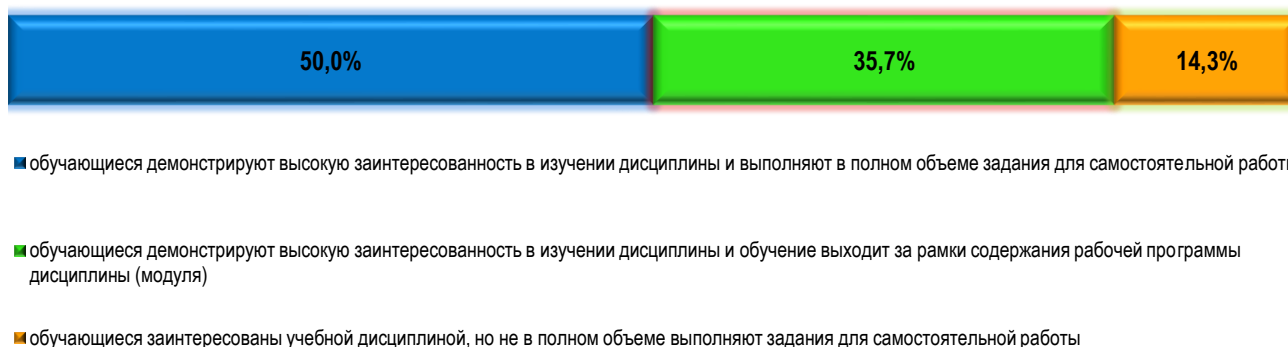 50,0% 35,7% 14,3%
обучающиеся демонстрируют высокую заинтересованность в изучении дисциплины и выполняют в полном объеме задания для самостоятельной работ
обучающиеся демонстрируют высокую заинтересованность в изучении дисциплины и обучение выходит за рамки содержания рабочей программы
дисциплины (модуля)
обучающиеся заинтересованы учебной дисциплиной, но не в полном объеме выполняют задания для самостоятельной работы